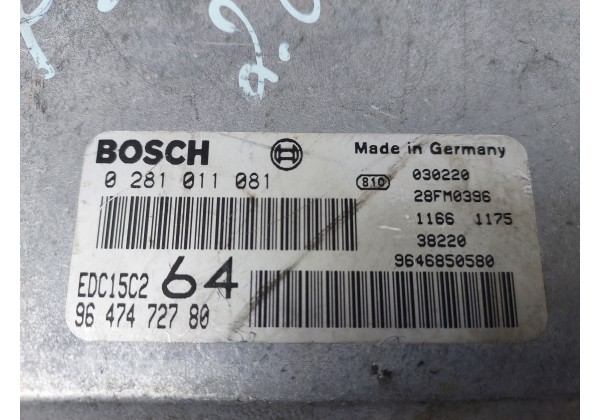 BOSCH
Made in Germany
0 281 011 081
810
030220
28FM0396
1166 1175
38220
9646850580
EDC15C2 64
96 474 727 80